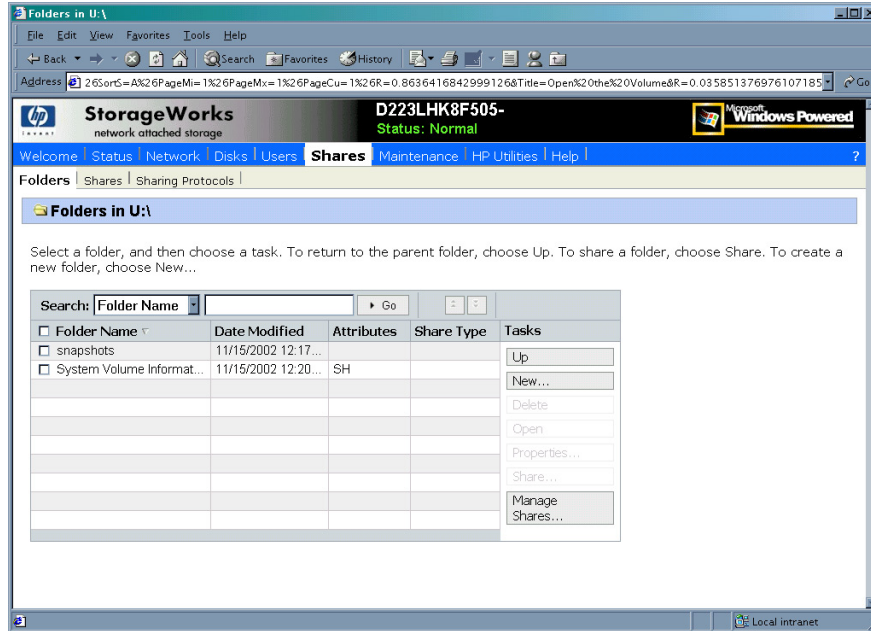 Folders in U:\
File Edit View Favorites Tools Help
Back Search Favorites History
Address 26SortS=A%26PageMi=1%26PageMx=1%26PageCu=1%26R=0.8636416842999126&Title=Open%20the%20Volume&R=0.035851376976107185 Go
hp StorageWorks D223LHK8F505- Microsoft Windows Powered
invent network attached storage Status: Normal
Welcome Status Network Disks Users Shares Maintenance HP Utilities Help ?
Folders Shares Sharing Protocols
Folders in U:\
Select a folder, and then choose a task. To return to the parent folder, choose Up. To share a folder, choose Share. To create a
new folder, choose New...
Search: Folder Name Go
Folder Name Date Modified Attributes Share Type Tasks
snapshots 11/15/2002 12:17...
Up
System Volume Informat... 11/15/2002 12:20... SH
New...
Delete
Open
Properties...
Share...
Manage
Shares...
Local intranet